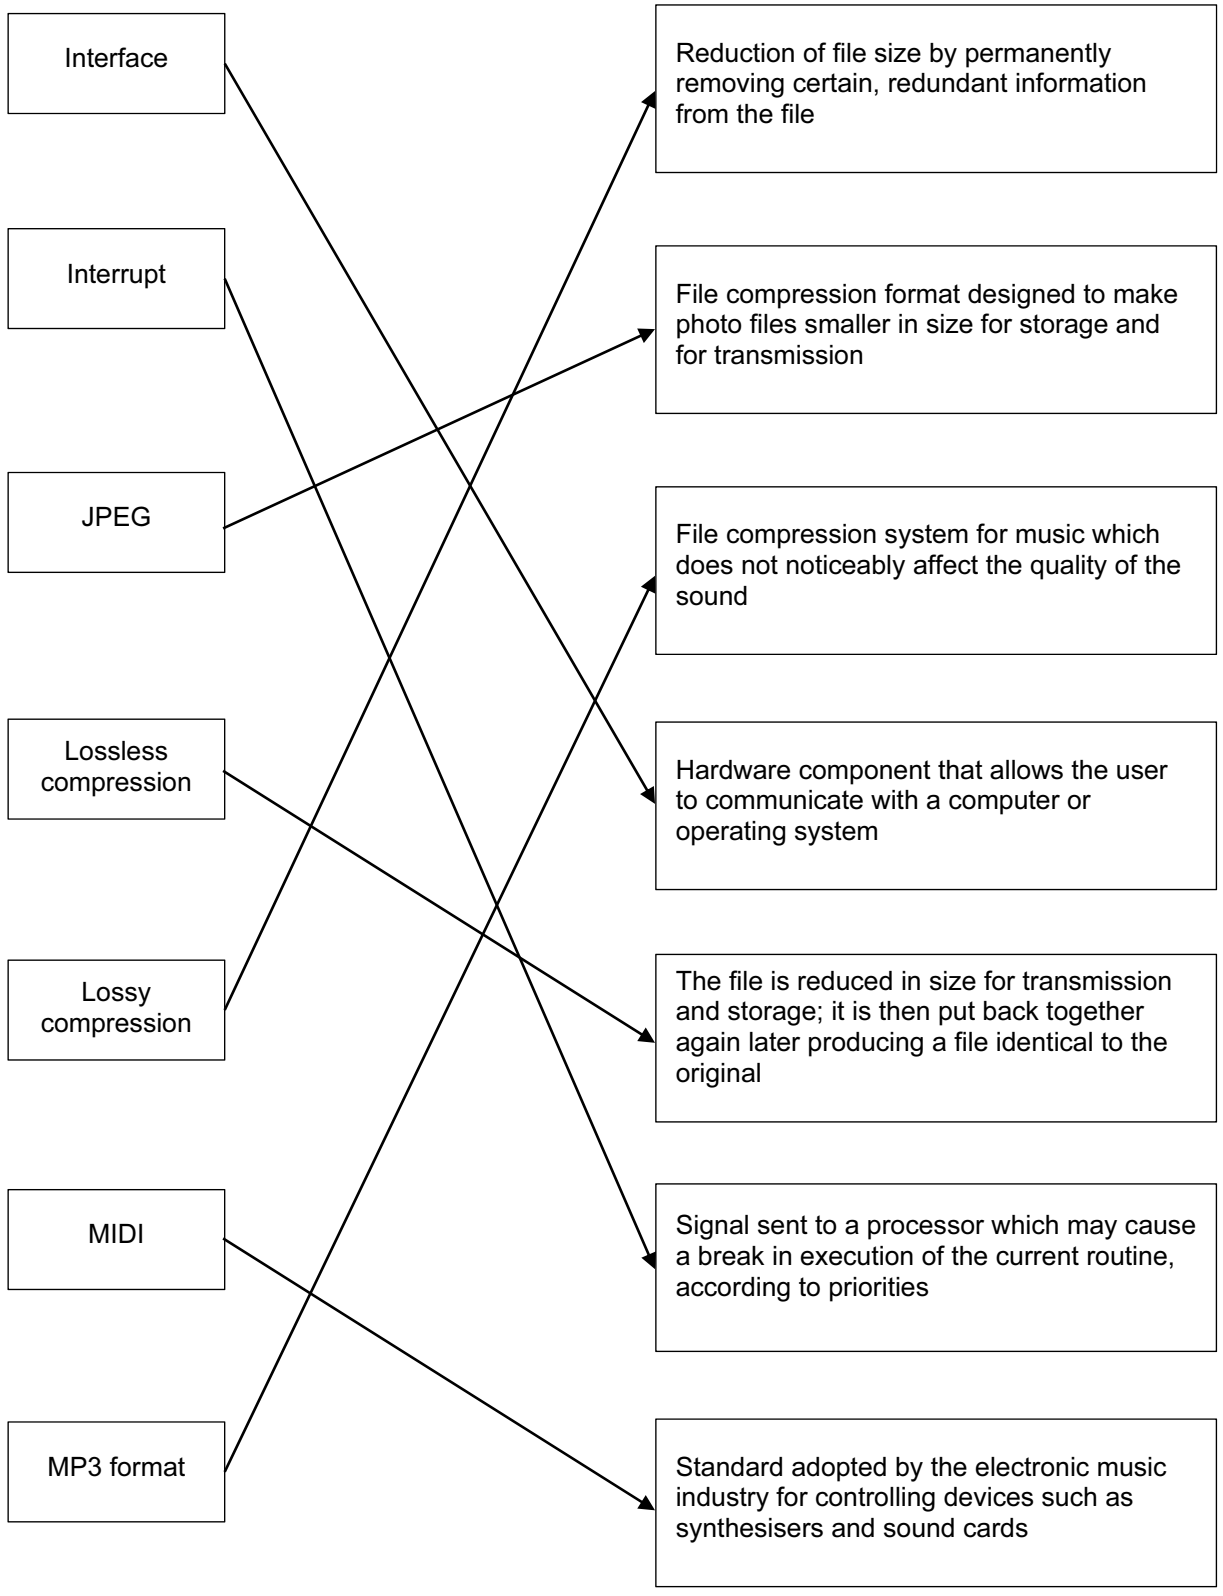 Interface
Reduction of file size by permanently
removing certain, redundant information
from the file
Interrupt
File compression format designed to make
photo files smaller in size for storage and
for transmission
JPEG
File compression system for music which
does not noticeably affect the quality of the
sound
Lossless
compression
Hardware component that allows the user
to communicate with a computer or
operating system
Lossy
compression
The file is reduced in size for transmission
and storage; it is then put back together
again later producing a file identical to the
original
MIDI
Signal sent to a processor which may cause
a break in execution of the current routine,
according to priorities
MP3 format
Standard adopted by the electronic music
industry for controlling devices such as
synthesisers and sound cards